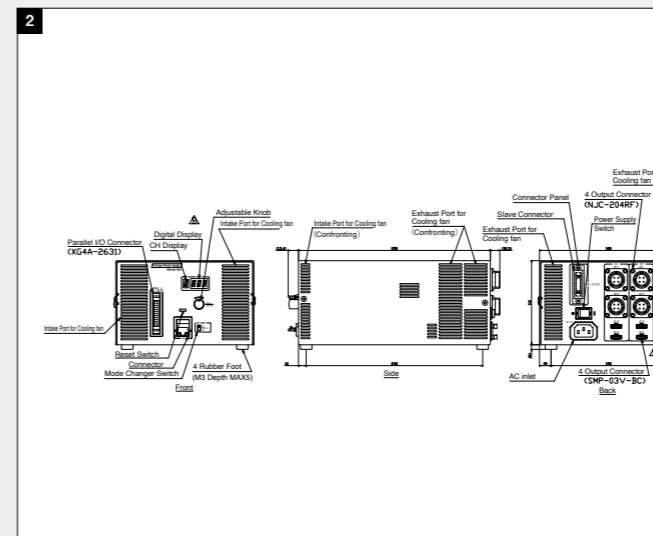 2
Adjustable Knob
Intake Port for Cooling fan
Digital Display
CH Display
Parallel I/O Connector
(XG4A-2631)
Intake Port for Cooling fan
Reset Switch
Connector
Mode Changer Switch
4 Rubber Foot
(M3 Depth MAX5)
Front
Intake Port for Cooling fan
(Confronting)
Exhaust Port for
Cooling fan
(Confronting)
Side
Exhaust Por
Cooling fan
4 Output Connector
(NJC-204RF)
Connector Panel
Slave Connector
Power Supply
Switch
Exhaust Port for
Cooling fan
AC inlet
4 Output Connector
(SMP-03V-BC)
Back